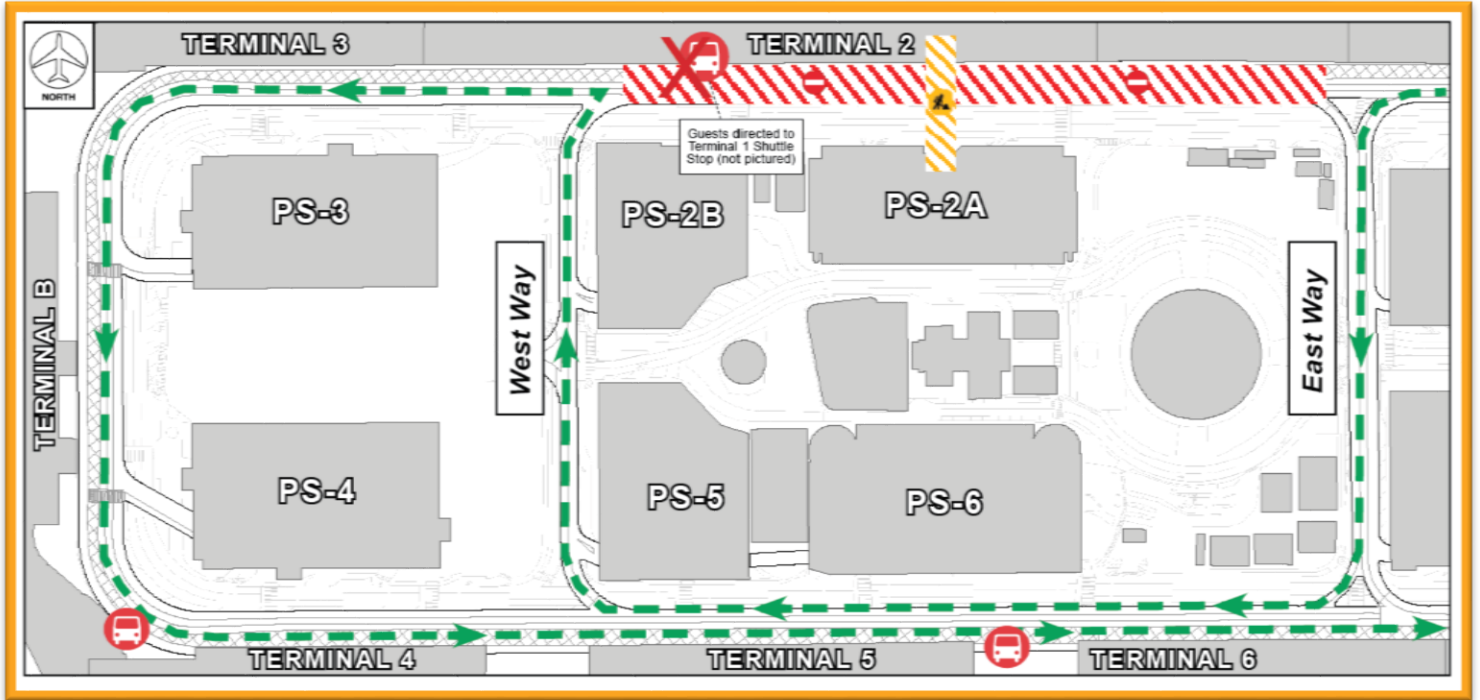 TERMINAL 3
TERMINAL 2
NORTH
Guests directed to
Terminal 1 Shuttle
Stop (not pictured)
PS-3
PS-2B
PS-2A
TERMINAL B
West Way
East Way
PS-4
PS-5
PS-6
TERMINAL 4
TERMINAL 5
TERMINAL 6